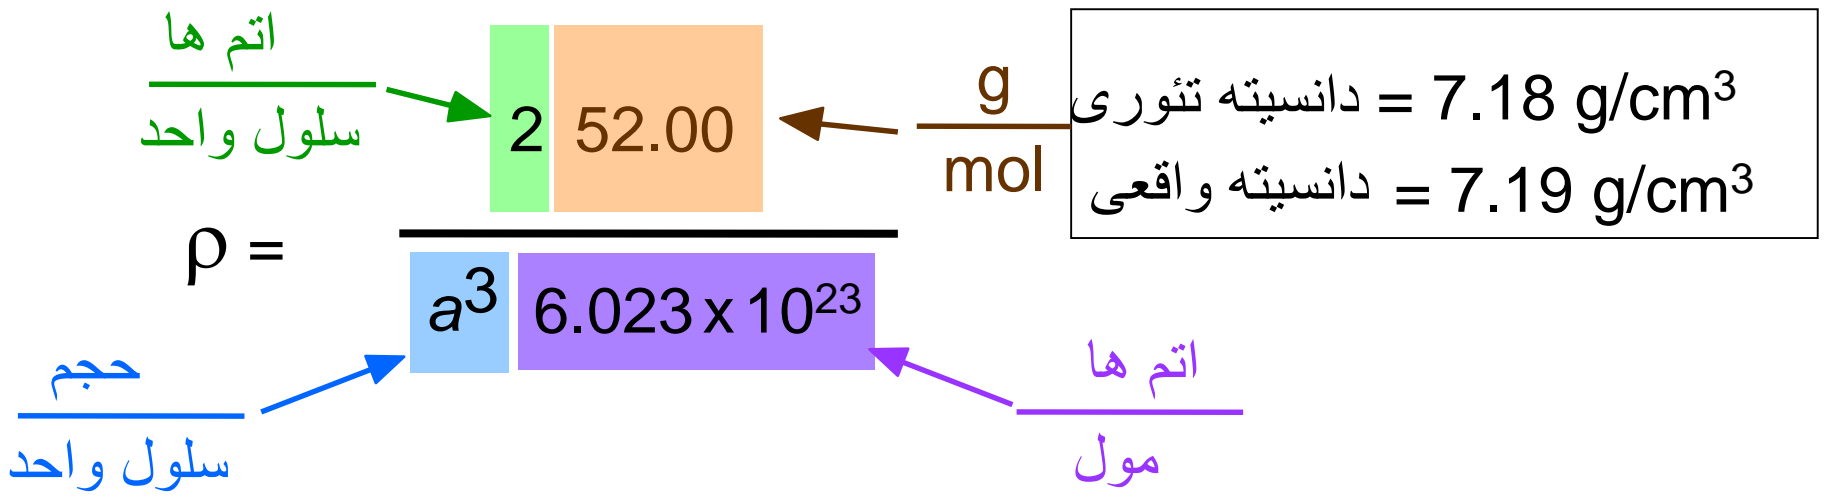 اتم ها
سلول واحد
2 52.00
g
mol
دانسیته تئوری = 7.18 g/cm³
دانسیته واقعی = 7.19 g/cm³
ρ =
a³ 6.023 x 10²³
حجم
سلول واحد
اتم ها
مول